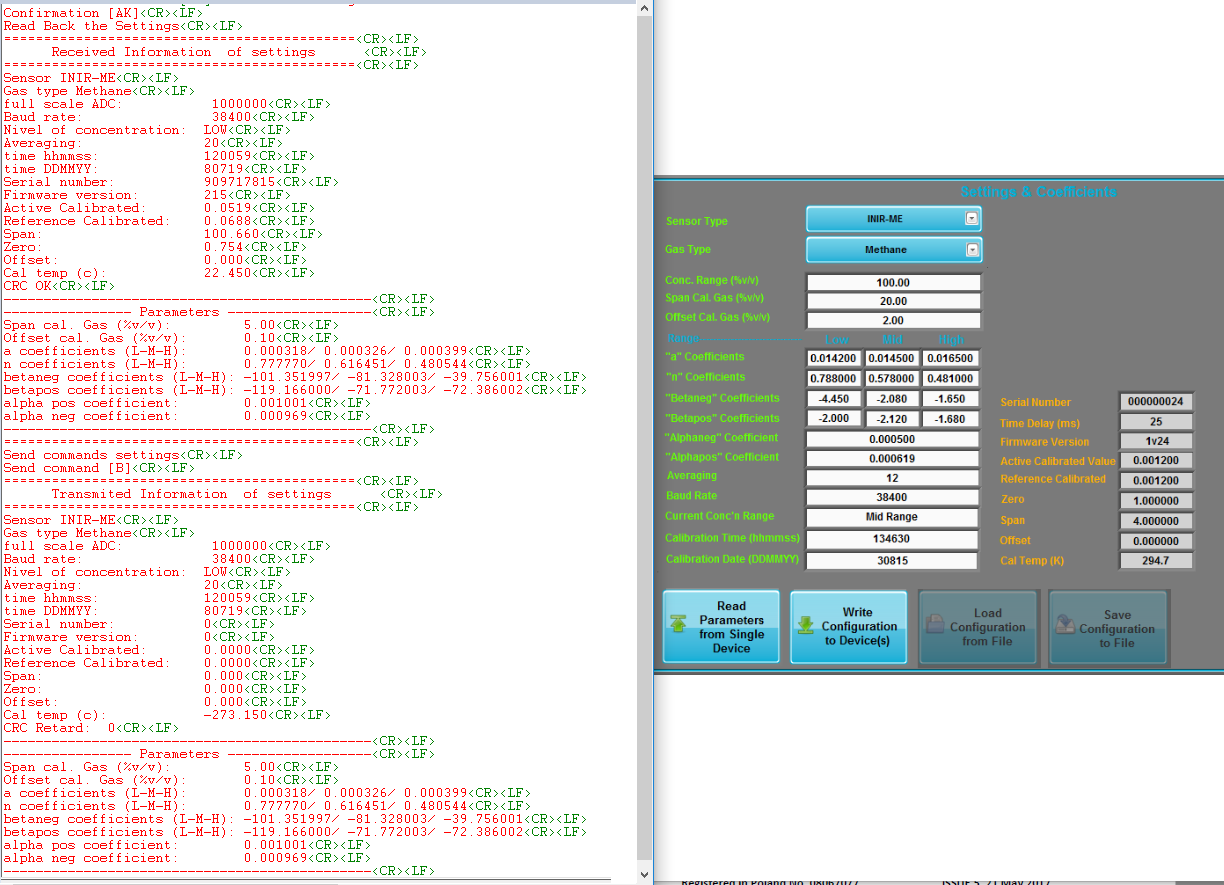 Confirmation [AK]<CR><LF>
Read Back the Settings<CR><LF>
============================================<CR><LF>
Received Information  of settings      <CR><LF>
============================================<CR><LF>
Sensor INIR-ME<CR><LF>
Gas type Methane<CR><LF>
full scale ADC:           1000000<CR><LF>
Baud rate:                38400<CR><LF>
Nivel of concentration:  LOW<CR><LF>
Averaging:               20<CR><LF>
time hhmmss:             120059<CR><LF>
time DDMMYY:             80719<CR><LF>
Serial number:           909717815<CR><LF>
Firmware version:        215<CR><LF>
Active Calibrated:       0.0519<CR><LF>
Reference Calibrated:    0.0688<CR><LF>
Span:                    100.660<CR><LF>
Zero:                    0.754<CR><LF>
Offset:                  0.000<CR><LF>
Cal temp (c):            22.450<CR><LF>
CRC OK<CR><LF>
----------------------------------------------<CR><LF>
---------------- Parameters ------------------<CR><LF>
Span cal. Gas (%v/v):         5.00<CR><LF>
Offset cal. Gas (%v/v):       0.10<CR><LF>
a coefficients (L-M-H):       0.000318/ 0.000326/ 0.000399<CR><LF>
n coefficients (L-M-H):       0.777770/ 0.616451/ 0.480544<CR><LF>
betaneg coefficients (L-M-H): -101.351997/ -81.328003/ -39.756001<CR><LF>
betapos coefficients (L-M-H): -119.166000/ -71.772003/ -72.386002<CR><LF>
alpha pos coefficient:        0.001001<CR><LF>
alpha neg coefficient:        0.000969<CR><LF>
----------------------------------------------<CR><LF>
============================================<CR><LF>
Send commands settings<CR><LF>
Send command [B]<CR><LF>
============================================<CR><LF>
Transmited Information  of settings      <CR><LF>
============================================<CR><LF>
Sensor INIR-ME<CR><LF>
Gas type Methane<CR><LF>
full scale ADC:           1000000<CR><LF>
Baud rate:                38400<CR><LF>
Nivel of concentration:  LOW<CR><LF>
Averaging:               20<CR><LF>
time hhmmss:             120059<CR><LF>
time DDMMYY:             80719<CR><LF>
Serial number:           0<CR><LF>
Firmware version:        0<CR><LF>
Active Calibrated:       0.0000<CR><LF>
Reference Calibrated:    0.0000<CR><LF>
Span:                    0.000<CR><LF>
Zero:                    0.000<CR><LF>
Offset:                  0.000<CR><LF>
Cal temp (c):            -273.150<CR><LF>
CRC Retard:  0<CR><LF>
----------------------------------------------<CR><LF>
---------------- Parameters ------------------<CR><LF>
Span cal. Gas (%v/v):         5.00<CR><LF>
Offset cal. Gas (%v/v):       0.10<CR><LF>
a coefficients (L-M-H):       0.000318/ 0.000326/ 0.000399<CR><LF>
n coefficients (L-M-H):       0.777770/ 0.616451/ 0.480544<CR><LF>
betaneg coefficients (L-M-H): -101.351997/ -81.328003/ -39.756001<CR><LF>
betapos coefficients (L-M-H): -119.166000/ -71.772003/ -72.386002<CR><LF>
alpha pos coefficient:        0.001001<CR><LF>
alpha neg coefficient:        0.000969<CR><LF>
----------------------------------------------<CR><LF>
Settings & Coefficients
Sensor Type INIR-ME
Gas Type Methane
Conc. Range (%v/v) 100.00
Span Cal. Gas (%v/v) 20.00
Offset Cal. Gas (%v/v) 2.00
Range Low Mid High
"a" Coefficients 0.014200 0.014500 0.016500
"n" Coefficients 0.788000 0.578000 0.481000
"Betaneg" Coefficients -4.450 -2.080 -1.650
"Betapos" Coefficients -2.000 -2.120 -1.680
"Alphaneg" Coefficient 0.000500
"Alphapos" Coefficient 0.000619
Averaging 12
Baud Rate 38400
Current Conc'n Range Mid Range
Calibration Time (hhmmss) 134630
Calibration Date (DDMMYY) 30815
Serial Number 000000024
Time Delay (ms) 25
Firmware Version 1v24
Active Calibrated Value 0.001200
Reference Calibrated 0.001200
Zero 1.000000
Span 4.000000
Offset 0.000000
Cal Temp (K) 294.7
Read
Parameters
from Single
Device
Write
Configuration
to Device(s)
Load
Configuration
from File
Save
Configuration
to File
Registered in Poland No. 08067077 ISSUE 5, 21 May 2017